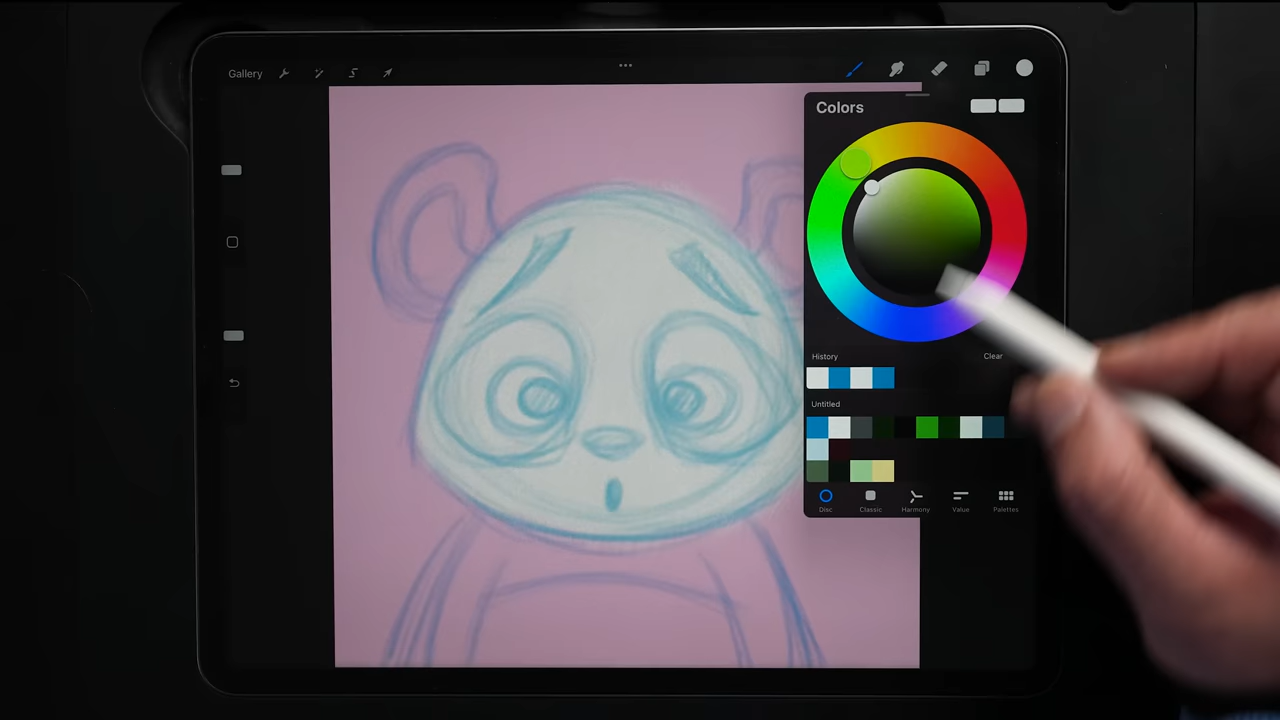 Gallery
Colors
History Clear
Untitled
Disc Classic Harmony Value Palettes